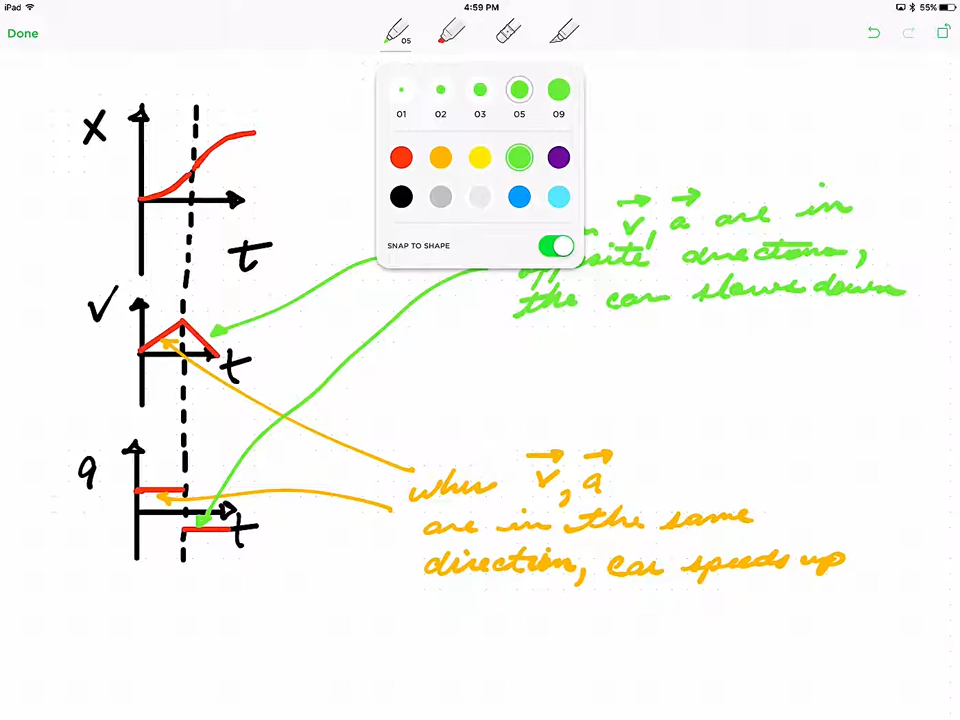 iPad 4:59 PM 55%
Done 05
01 02 03 05 09
SNAP TO SHAPE
x
t
v
t
a
t
v, a are in
directions,
the car slows down
when v, a
are in the same
direction, car speeds up